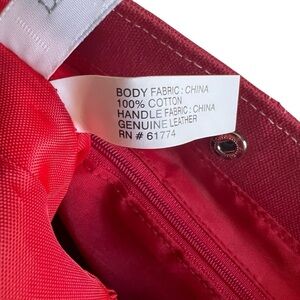 BODY FABRIC : CHINA
100% COTTON
HANDLE FABRIC : CHINA
GENUINE LEATHER
RN # 61774